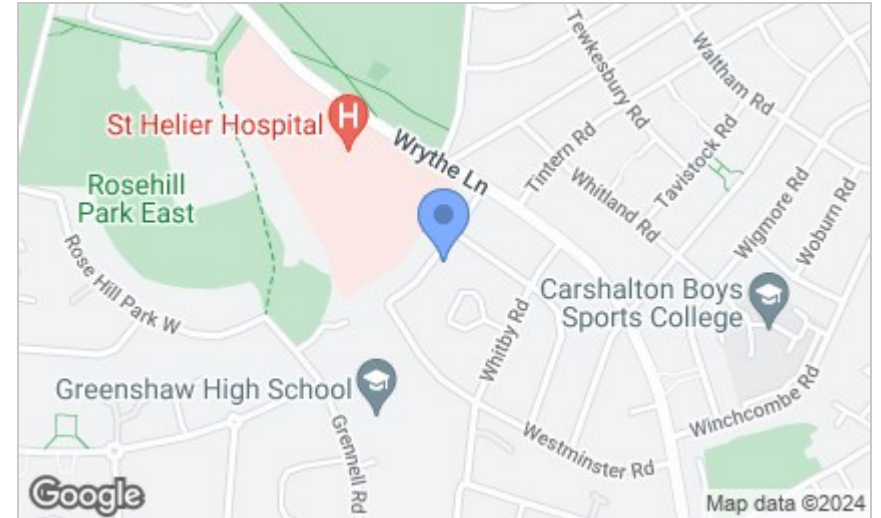 Tewkesbury Rd
Waltham Rd
St Helier Hospital
H
Wrythe Ln
Tintern Rd
Tavistock Rd
Whitland Rd
Rosehill
Park East
Wigmore Rd
Woburn Rd
Rose Hill Park W
Carshalton Boys
Sports College
Whitby Rd
Greenshaw High School
Winchcombe Rd
Grennell Rd
Westminster Rd
Google
Map data ©2024